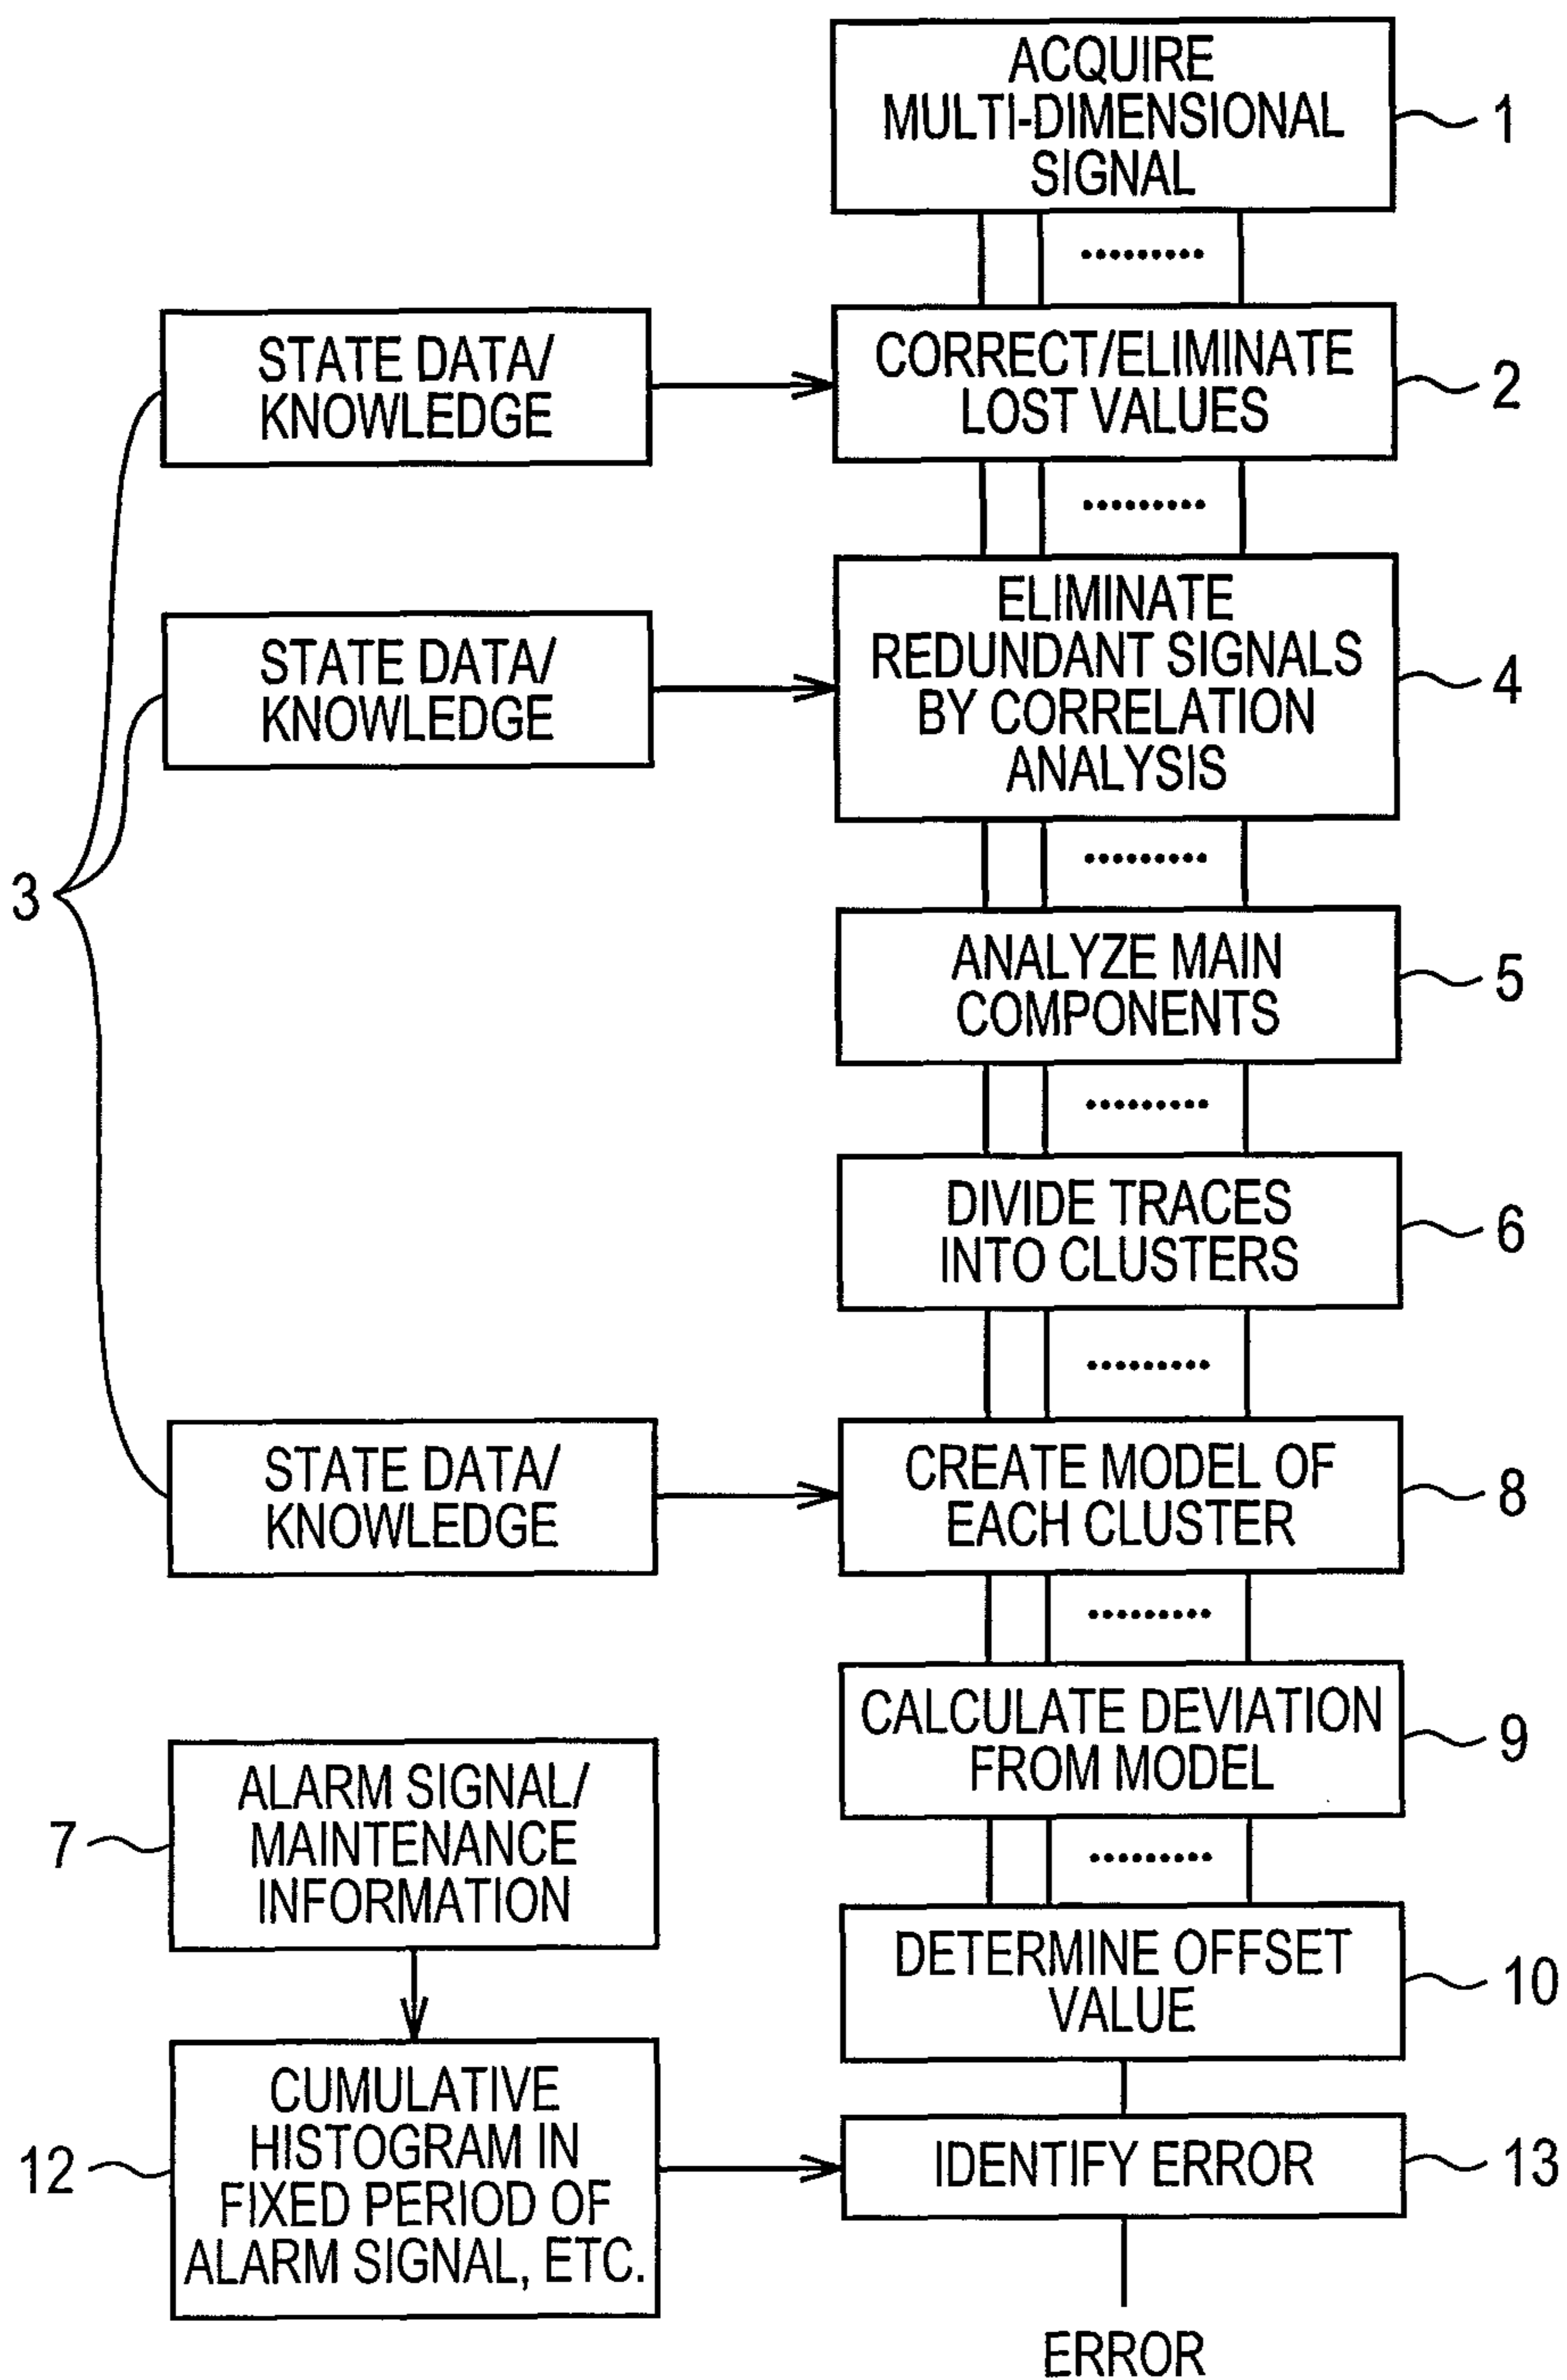 ACQUIRE
MULTI-DIMENSIONAL
SIGNAL
1
STATE DATA/
KNOWLEDGE
CORRECT/ELIMINATE
LOST VALUES
2
STATE DATA/
KNOWLEDGE
ELIMINATE
REDUNDANT SIGNALS
BY CORRELATION
ANALYSIS
4
3
ANALYZE MAIN
COMPONENTS
5
DIVIDE TRACES
INTO CLUSTERS
6
STATE DATA/
KNOWLEDGE
CREATE MODEL OF
EACH CLUSTER
8
CALCULATE DEVIATION
FROM MODEL
9
7
ALARM SIGNAL/
MAINTENANCE
INFORMATION
DETERMINE OFFSET
VALUE
10
12
CUMULATIVE
HISTOGRAM IN
FIXED PERIOD OF
ALARM SIGNAL, ETC.
IDENTIFY ERROR
13
ERROR